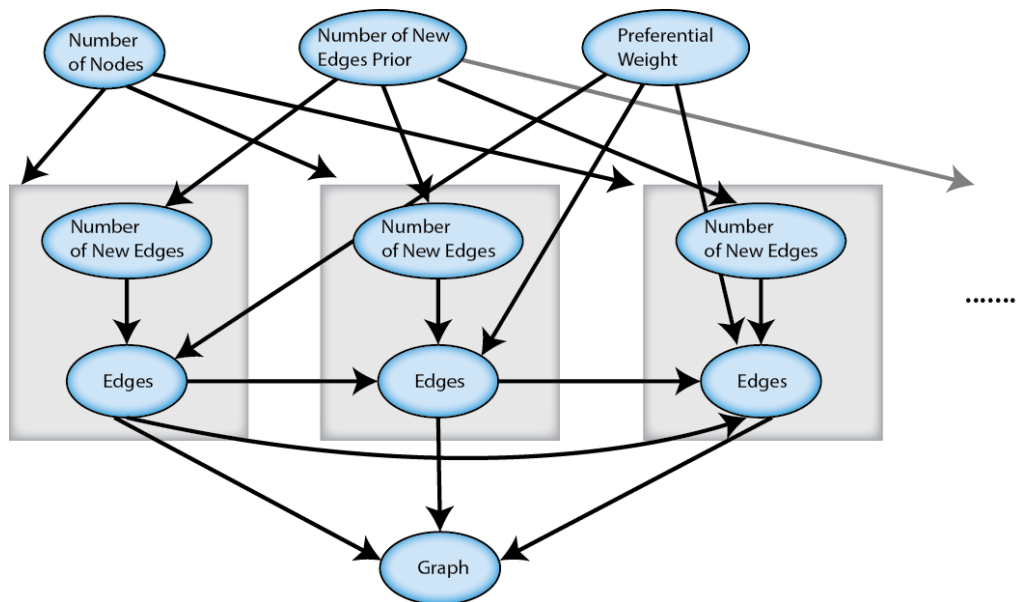 Number
of Nodes
Number of New
Edges Prior
Preferential
Weight
Number
of New Edges
Number
of New Edges
Number
of New Edges
.......
Edges
Edges
Edges
Graph